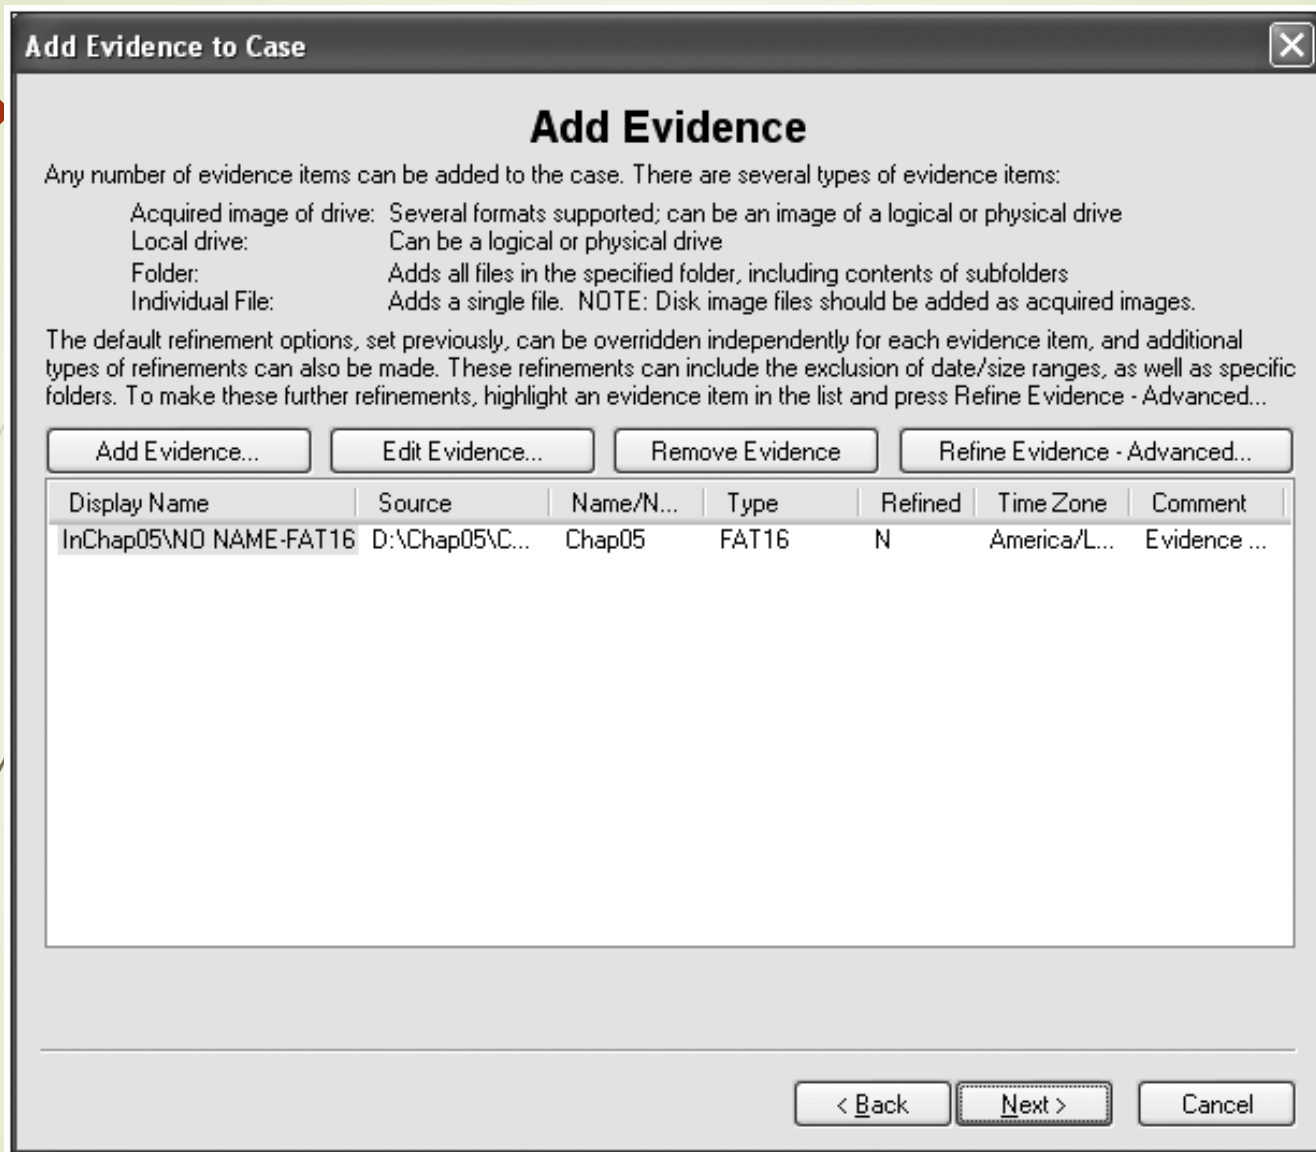 Add Evidence to Case
Add Evidence
Any number of evidence items can be added to the case. There are several types of evidence items:
Acquired image of drive: Several formats supported; can be an image of a logical or physical drive
Local drive: Can be a logical or physical drive
Folder: Adds all files in the specified folder, including contents of subfolders
Individual File: Adds a single file. NOTE: Disk image files should be added as acquired images.
The default refinement options, set previously, can be overridden independently for each evidence item, and additional
types of refinements can also be made. These refinements can include the exclusion of date/size ranges, as well as specific
folders. To make these further refinements, highlight an evidence item in the list and press Refine Evidence - Advanced...
Add Evidence... Edit Evidence... Remove Evidence Refine Evidence - Advanced...
Display Name Source Name/N... Type Refined Time Zone Comment
InChap05\NO NAME-FAT16 D:\Chap05\C... Chap05 FAT16 N America/L... Evidence ...
< Back Next > Cancel